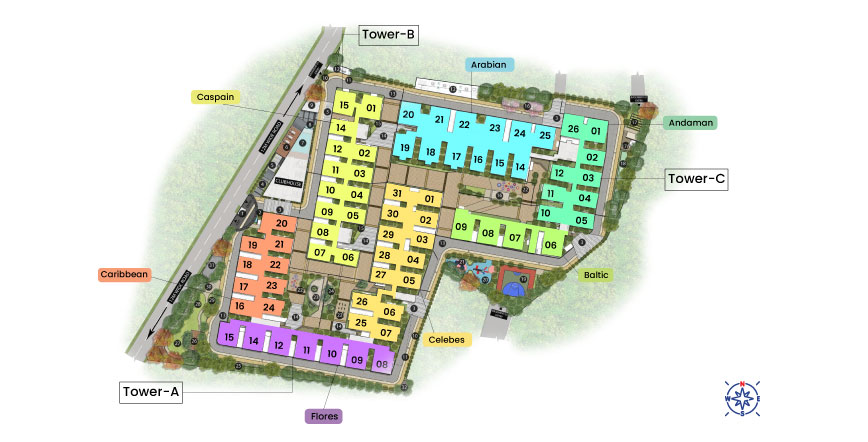 Tower-B
Arabian
Caspain
Andaman
Tower-C
Caribbean
Baltic
Celebes
Tower-A
Flores
CLUBHOUSE
15 01
14
12 02
11 03
10 04
09 05
08
07 06
20 21 22 23 24 25
19 18 17 16 15 14
26 01
02
12 03
11 04
10 05
09 08 07 06
31 01
30 02
29 03
28 04
27 05
26 06
25 07
20
19 21
18 22
17 23
16 24
15 14 12 11 10 09 08
N
W E
S